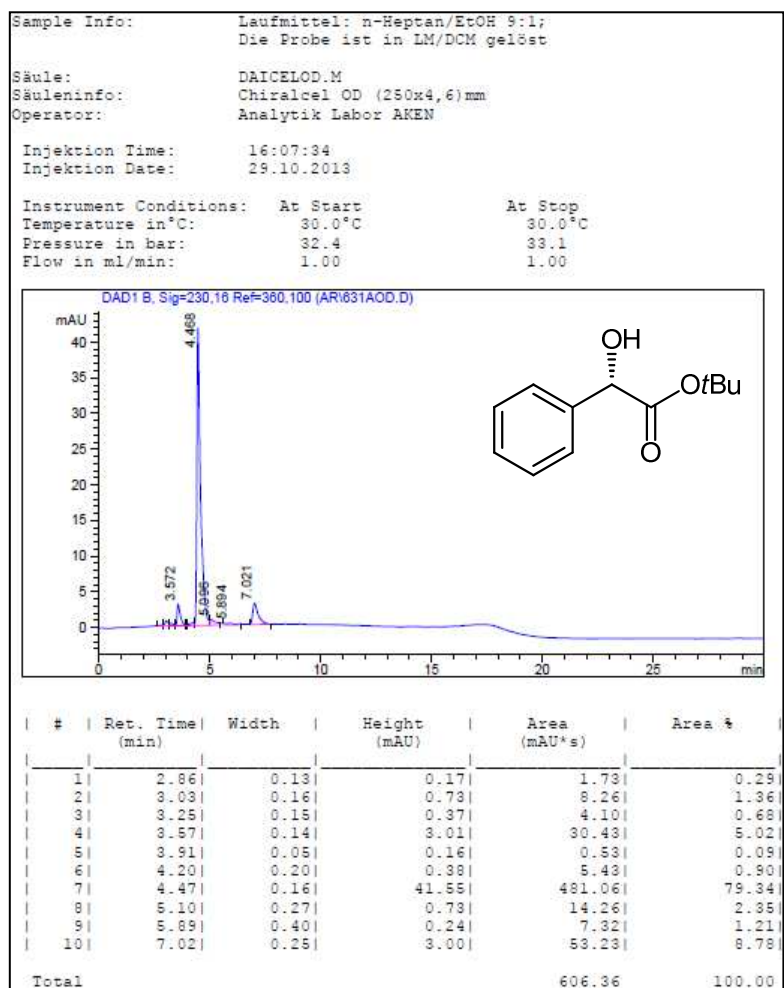 Sample Info: Laufmittel: n-Heptan/EtOH 9:1;
Die Probe ist in LM/DCM gelöst
Säule: DAICELOD.M
Säuleninfo: Chiralcel OD (250x4,6)mm
Operator: Analytik Labor AKEN
Injektion Time: 16:07:34
Injektion Date: 29.10.2013
Instrument Conditions: At Start At Stop
Temperature in°C: 30.0°C 30.0°C
Pressure in bar: 32.4 33.1
Flow in ml/min: 1.00 1.00
DAD1 B, Sig=230,16 Ref=360,100 (AR\631AOD.D)
mAU
40
35
30
25
20
15
10
5
0
3.572
4.468
5.096
5.894
7.021
OH
OtBu
O
0 5 10 15 20 25 min
| # | Ret. Time| Width | Height | Area | Area % |
(min) (mAU) (mAU*s)
| 1| 2.86| 0.13| 0.17| 1.73| 0.29|
| 2| 3.03| 0.16| 0.73| 8.26| 1.36|
| 3| 3.25| 0.15| 0.37| 4.10| 0.68|
| 4| 3.57| 0.14| 3.01| 30.43| 5.02|
| 5| 3.91| 0.05| 0.16| 0.53| 0.09|
| 6| 4.20| 0.20| 0.38| 5.43| 0.90|
| 7| 4.47| 0.16| 41.55| 481.06| 79.34|
| 8| 5.10| 0.27| 0.73| 14.26| 2.35|
| 9| 5.89| 0.40| 0.24| 7.32| 1.21|
| 10| 7.02| 0.25| 3.00| 53.23| 8.78|
Total 606.36 100.00